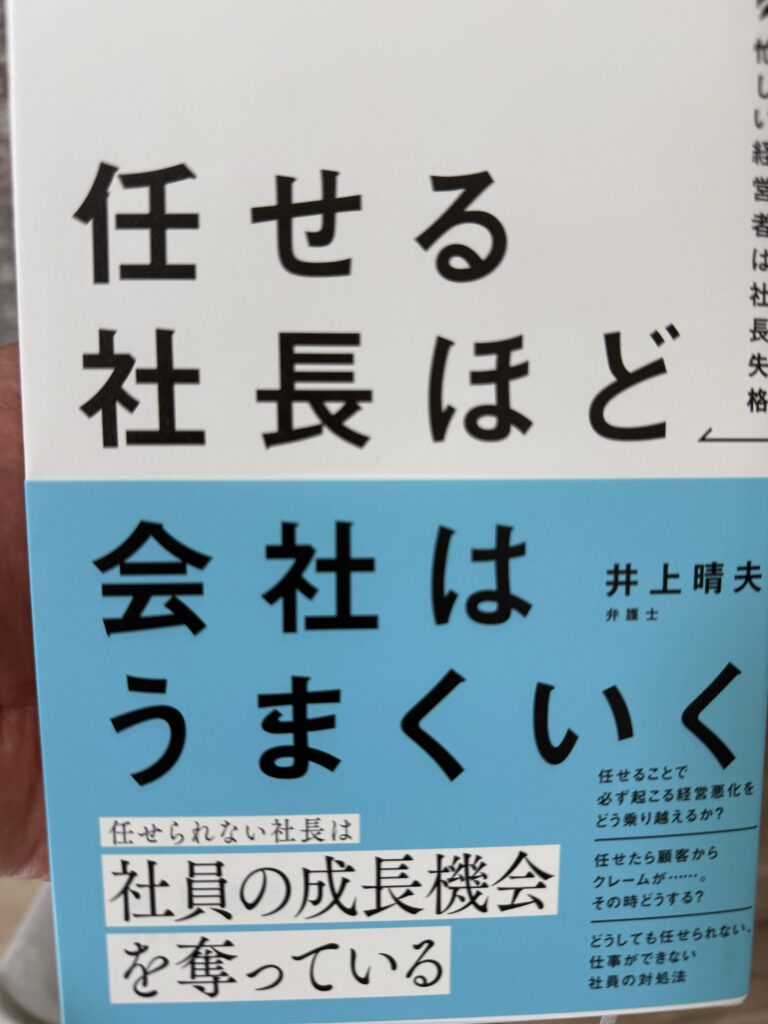 忙しい経営者は社長失格
任せる
社長ほど
会社は
うまくいく
井上晴夫
弁護士
任せられない社長は
社員の成長機会
を奪っている
任せることで
必ず起こる経営悪化を
どう乗り越えるか?
任せたら顧客から
クレームが……。
その時どうする?
どうしても任せられない、
仕事ができない
社員の対処法